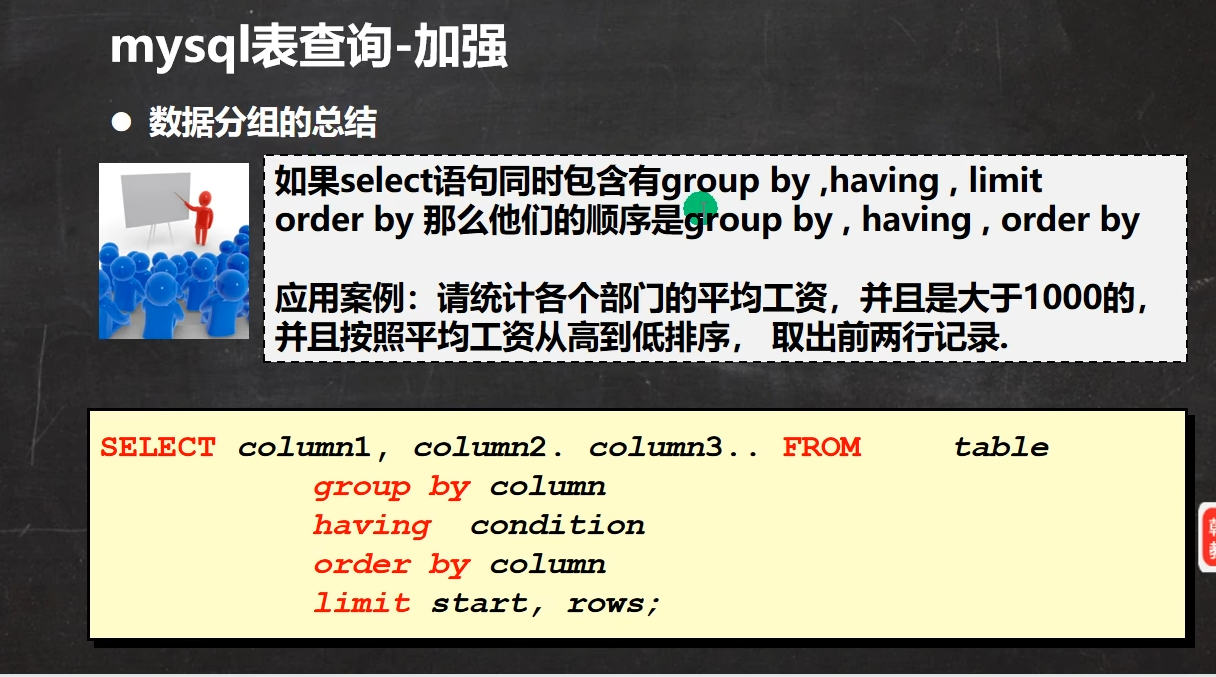 mysql表查询-加强
● 数据分组的总结
如果select语句同时包含有group by ,having , limit
order by 那么他们的顺序是group by , having , order by
应用案例：请统计各个部门的平均工资，并且是大于1000的，
并且按照平均工资从高到低排序， 取出前两行记录.
SELECT column1, column2. column3.. FROM table
group by column
having condition
order by column
limit start, rows;